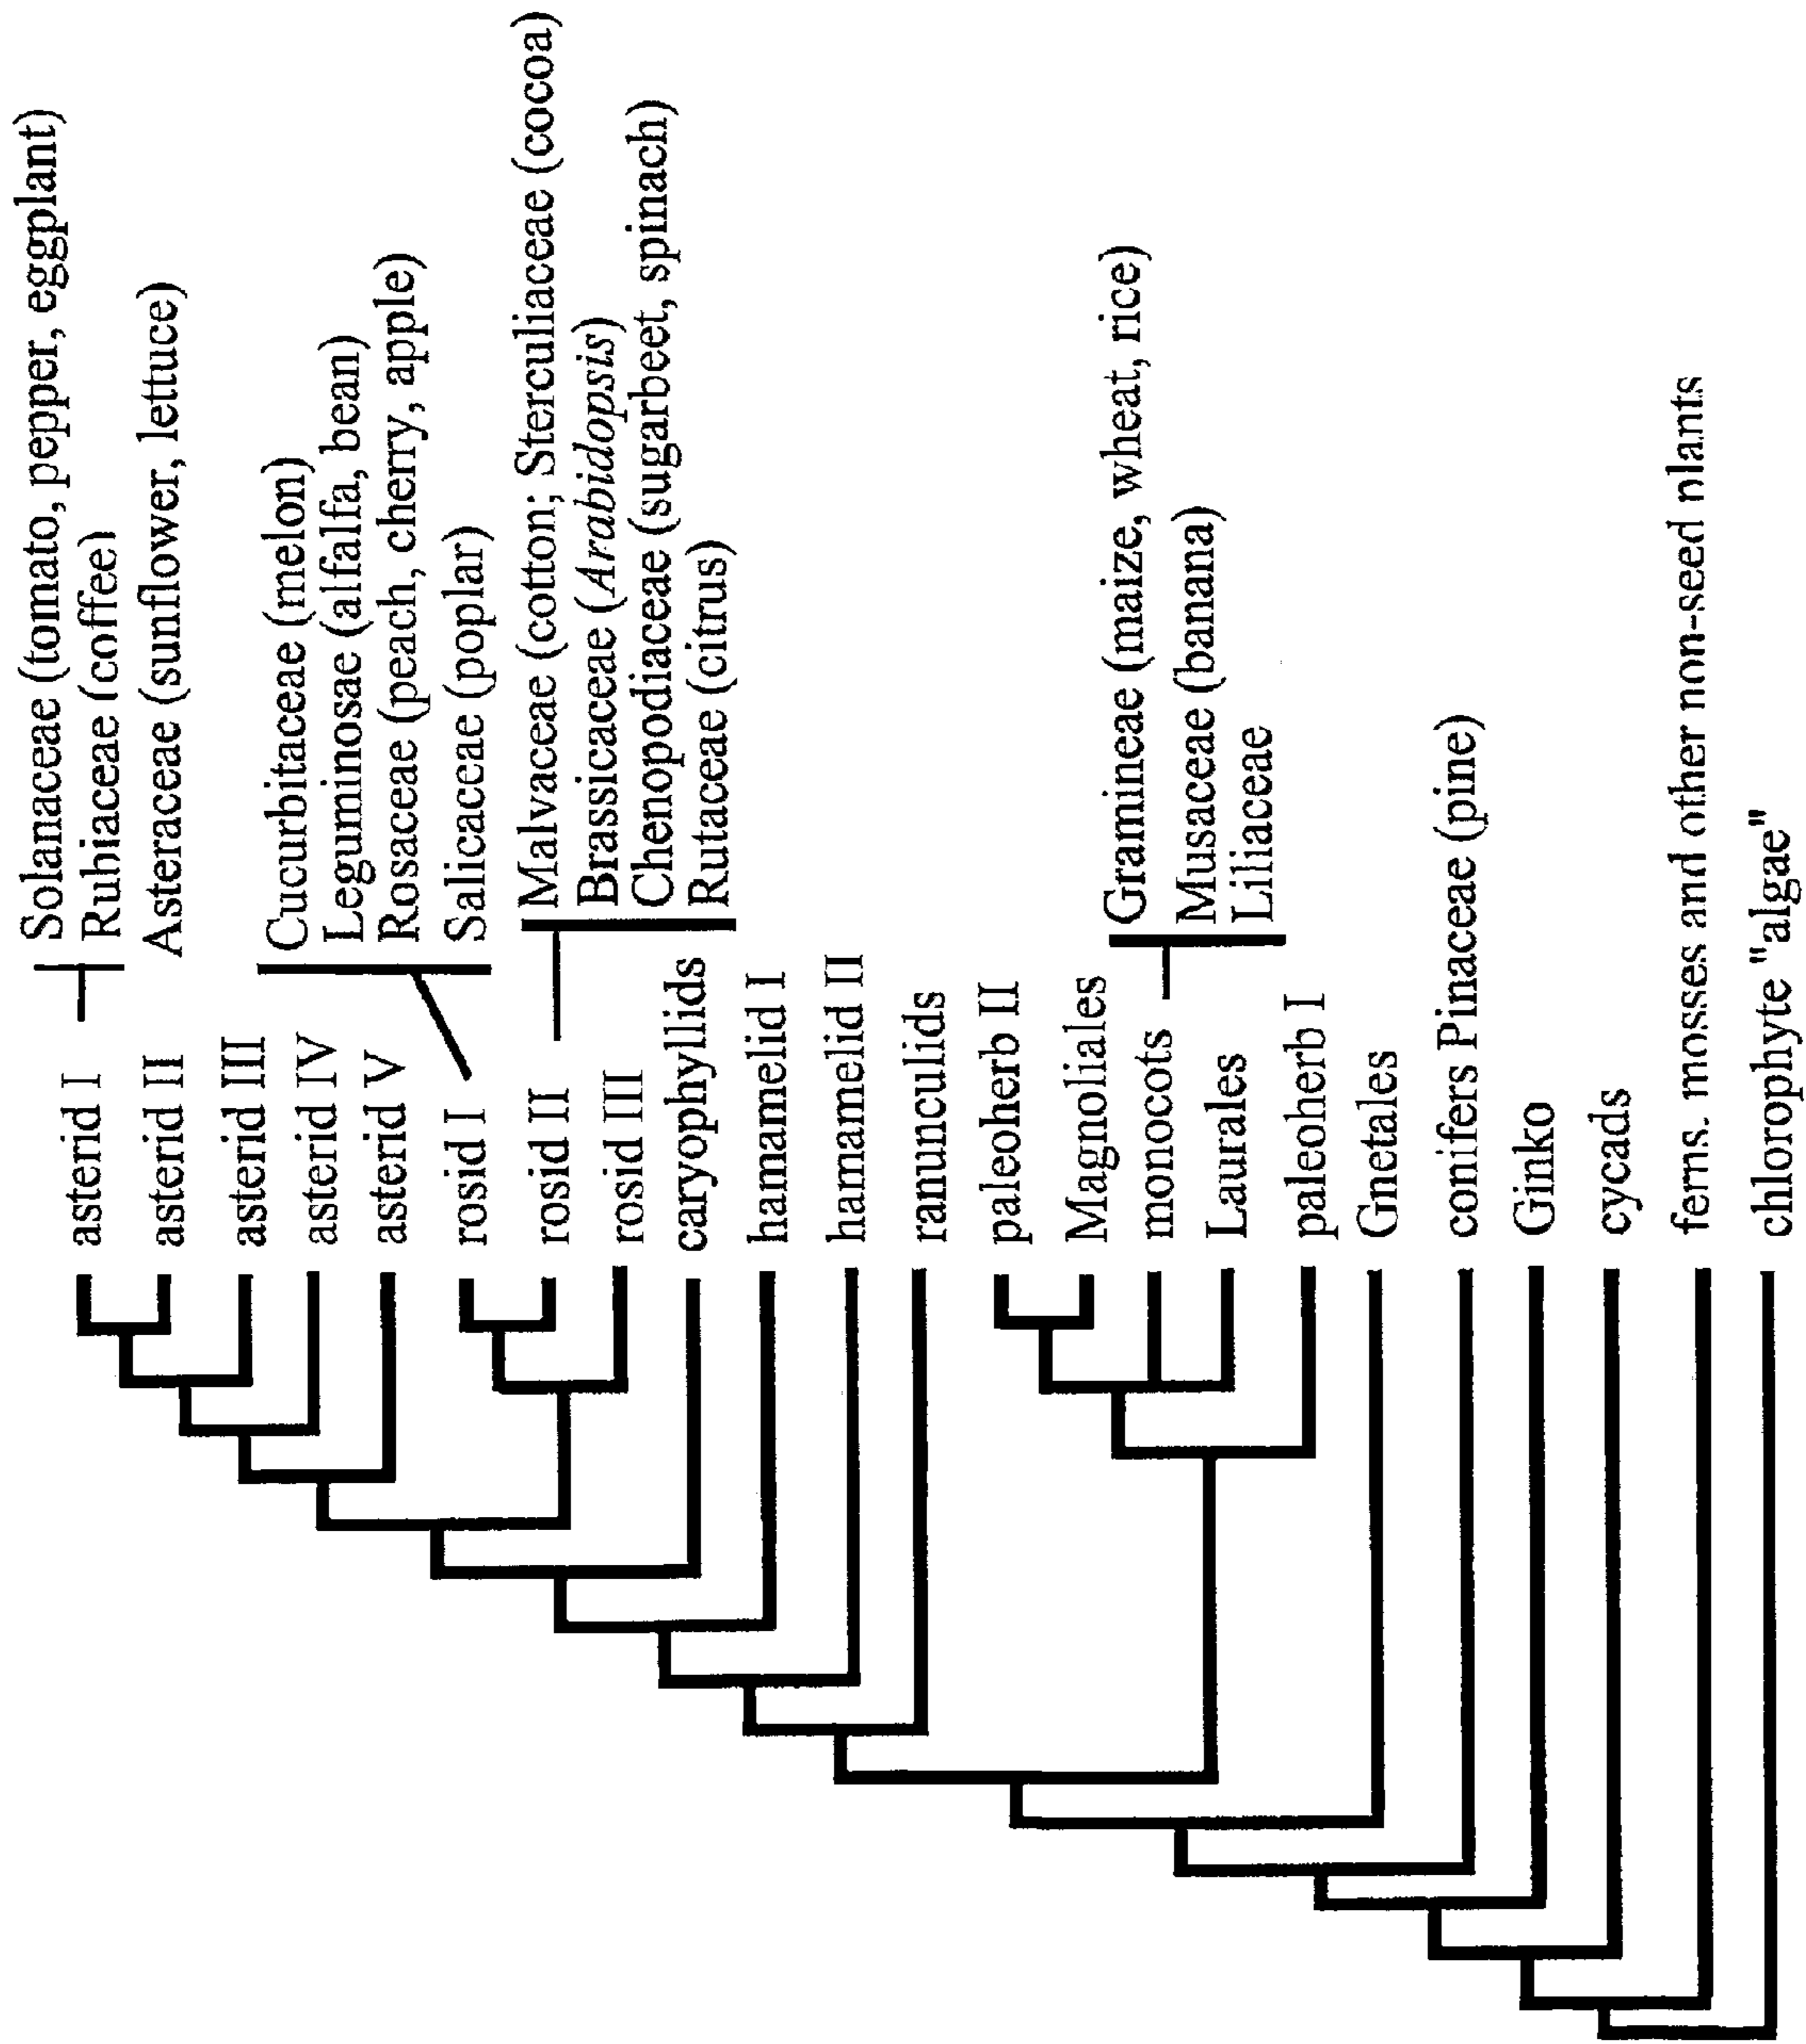 asterid I
asterid II
asterid III
asterid IV
asterid V
rosid I
rosid II
rosid III
caryophyllids
hamamelid I
hamamelid II
ranunculids
paleoherb II
Magnoliales
monocots
Laurales
paleoherb I
Gnetales
conifers Pinaceae (pine)
Ginko
cycads
ferns. mosses and other non-seed plants
chlorophyte "algae"
Solanaceae (tomato, pepper, eggplant)
Rubiaceae (coffee)
Asteraceae (sunflower, lettuce)
Cucurbitaceae (melon)
Leguminosae (alfalfa, bean)
Rosaceae (peach, cherry, apple)
Salicaceae (poplar)
Malvaceae (cotton; Sterculiaceae (cocoa)
Brassicaceae (Arabidopsis)
Chenopodiaceae (sugarbeet, spinach)
Rutaceae (citrus)
Gramineae (maize, wheat, rice)
Musaceae (banana)
Liliaceae